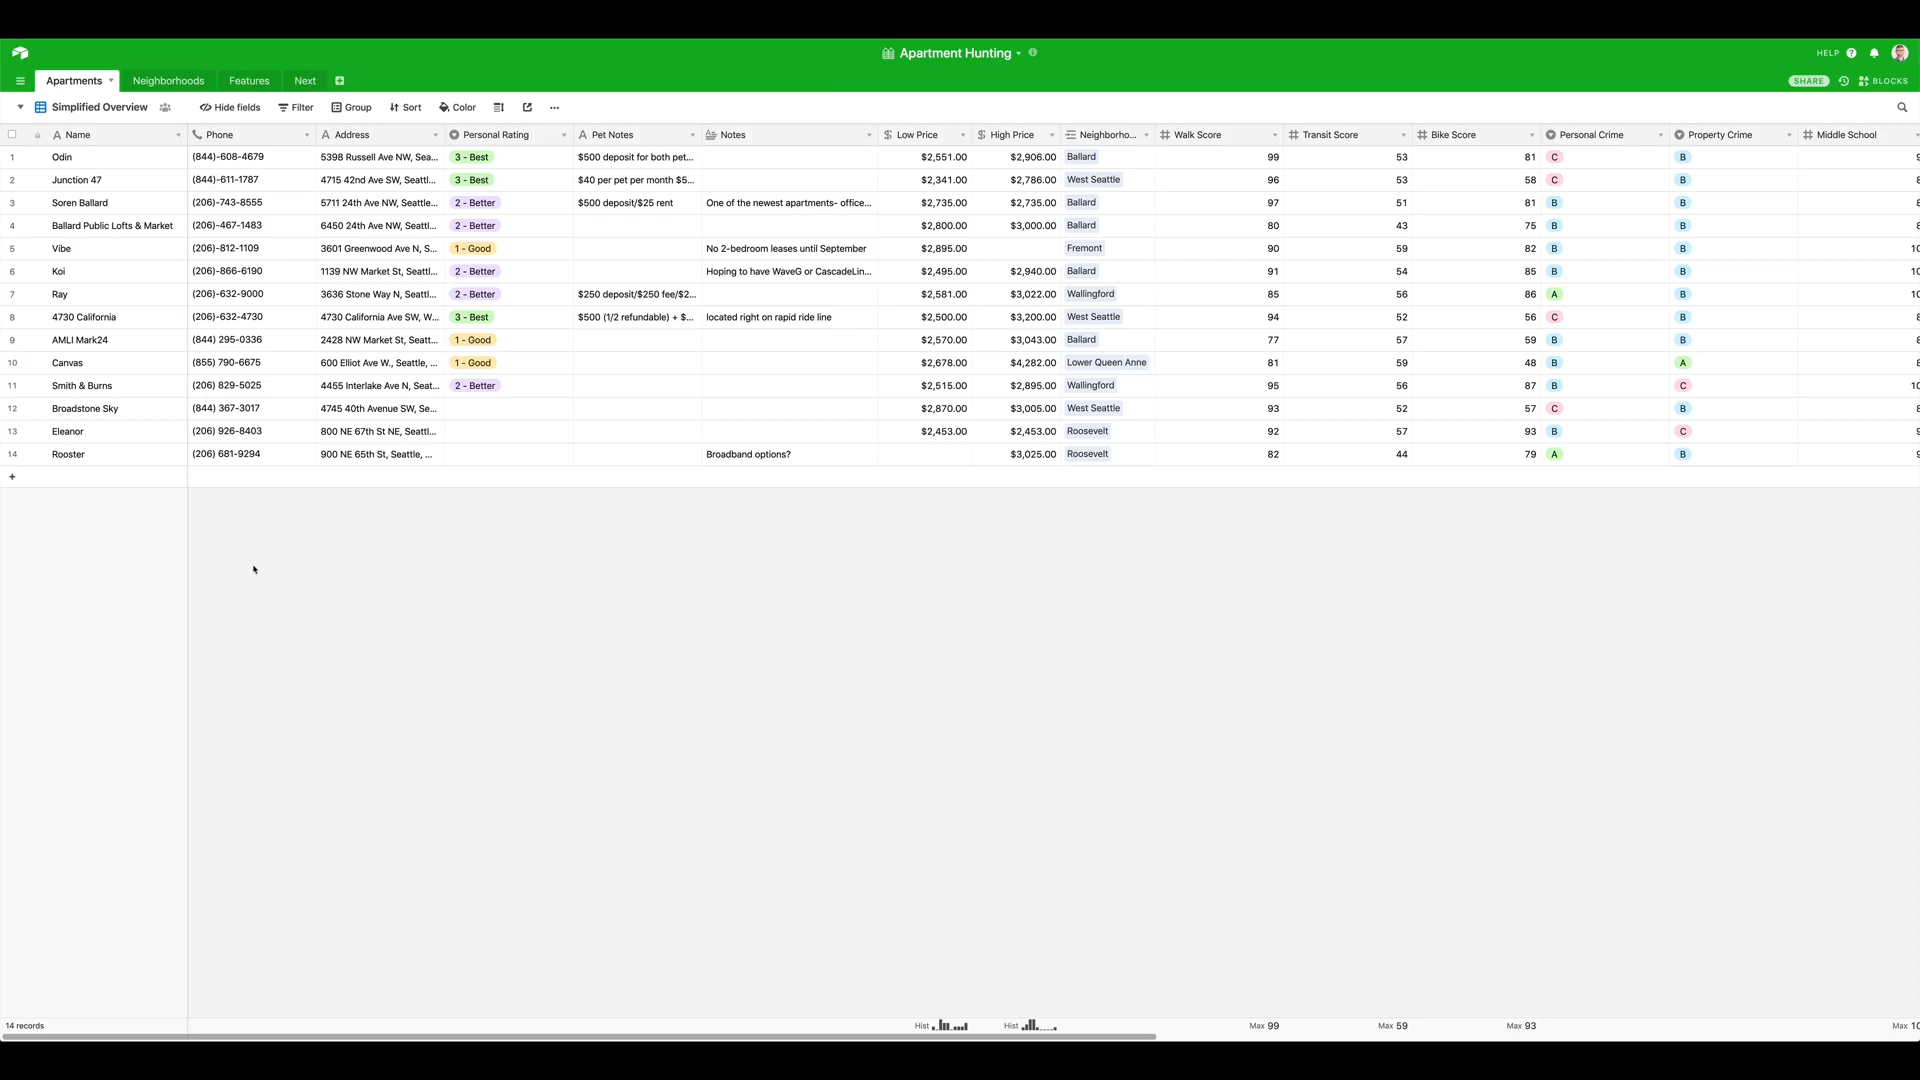 Apartment Hunting
HELP
Apartments Neighborhoods Features Next
SHARE BLOCKS
Simplified Overview Hide fields Filter Group Sort Color
Name Phone Address Personal Rating Pet Notes Notes Low Price High Price Neighborho... Walk Score Transit Score Bike Score Personal Crime Property Crime Middle School
1 Odin (844)-608-4679 5398 Russell Ave NW, Sea... 3 - Best $500 deposit for both pet... $2,551.00 $2,906.00 Ballard 99 53 81 C B 9
2 Junction 47 (844)-611-1787 4715 42nd Ave SW, Seattl... 3 - Best $40 per pet per month $5... $2,341.00 $2,786.00 West Seattle 96 53 58 C B 8
3 Soren Ballard (206)-743-8555 5711 24th Ave NW, Seattle... 2 - Better $500 deposit/$25 rent One of the newest apartments- office... $2,735.00 $2,735.00 Ballard 97 51 81 B B 8
4 Ballard Public Lofts & Market (206)-467-1483 6450 24th Ave NW, Seattl... 2 - Better $2,800.00 $3,000.00 Ballard 80 43 75 B B 8
5 Vibe (206)-812-1109 3601 Greenwood Ave N, S... 1 - Good No 2-bedroom leases until September $2,895.00 Fremont 90 59 82 B B 10
6 Koi (206)-866-6190 1139 NW Market St, Seattl... 2 - Better Hoping to have WaveG or CascadeLin... $2,495.00 $2,940.00 Ballard 91 54 85 B B 10
7 Ray (206)-632-9000 3636 Stone Way N, Seattl... 2 - Better $250 deposit/$250 fee/$2... $2,581.00 $3,022.00 Wallingford 85 56 86 A B 10
8 4730 California (206)-632-4730 4730 California Ave SW, W... 3 - Best $500 (1/2 refundable) + $... located right on rapid ride line $2,500.00 $3,200.00 West Seattle 94 52 56 C B 8
9 AMLI Mark24 (844) 295-0336 2428 NW Market St, Seatt... 1 - Good $2,570.00 $3,043.00 Ballard 77 57 59 B B 8
10 Canvas (855) 790-6675 600 Elliot Ave W., Seattle, ... 1 - Good $2,678.00 $4,282.00 Lower Queen Anne 81 59 48 B A 8
11 Smith & Burns (206) 829-5025 4455 Interlake Ave N, Seat... 2 - Better $2,515.00 $2,895.00 Wallingford 95 56 87 B C 10
12 Broadstone Sky (844) 367-3017 4745 40th Avenue SW, Se... $2,870.00 $3,005.00 West Seattle 93 52 57 C B 8
13 Eleanor (206) 926-8403 800 NE 67th St NE, Seattl... $2,453.00 $2,453.00 Roosevelt 92 57 93 B C 9
14 Rooster (206) 681-9294 900 NE 65th St, Seattle, ... Broadband options? $3,025.00 Roosevelt 82 44 79 A B 9
14 records Hist Hist Max 99 Max 59 Max 93 Max 10